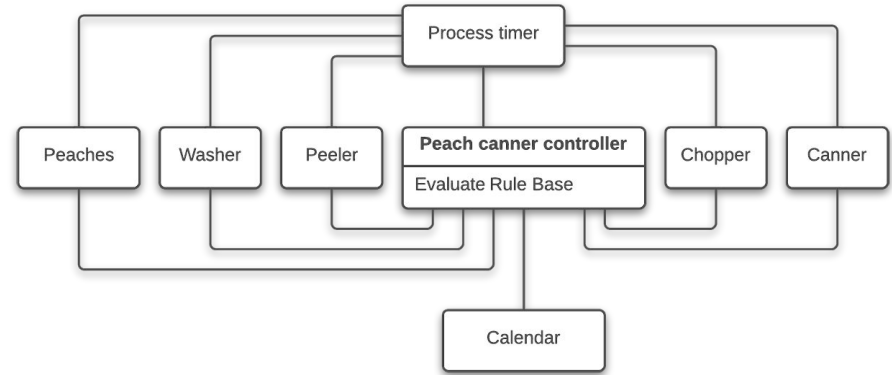 Process timer
Peaches
Washer
Peeler
Peach canner controller
Evaluate Rule Base
Chopper
Canner
Calendar